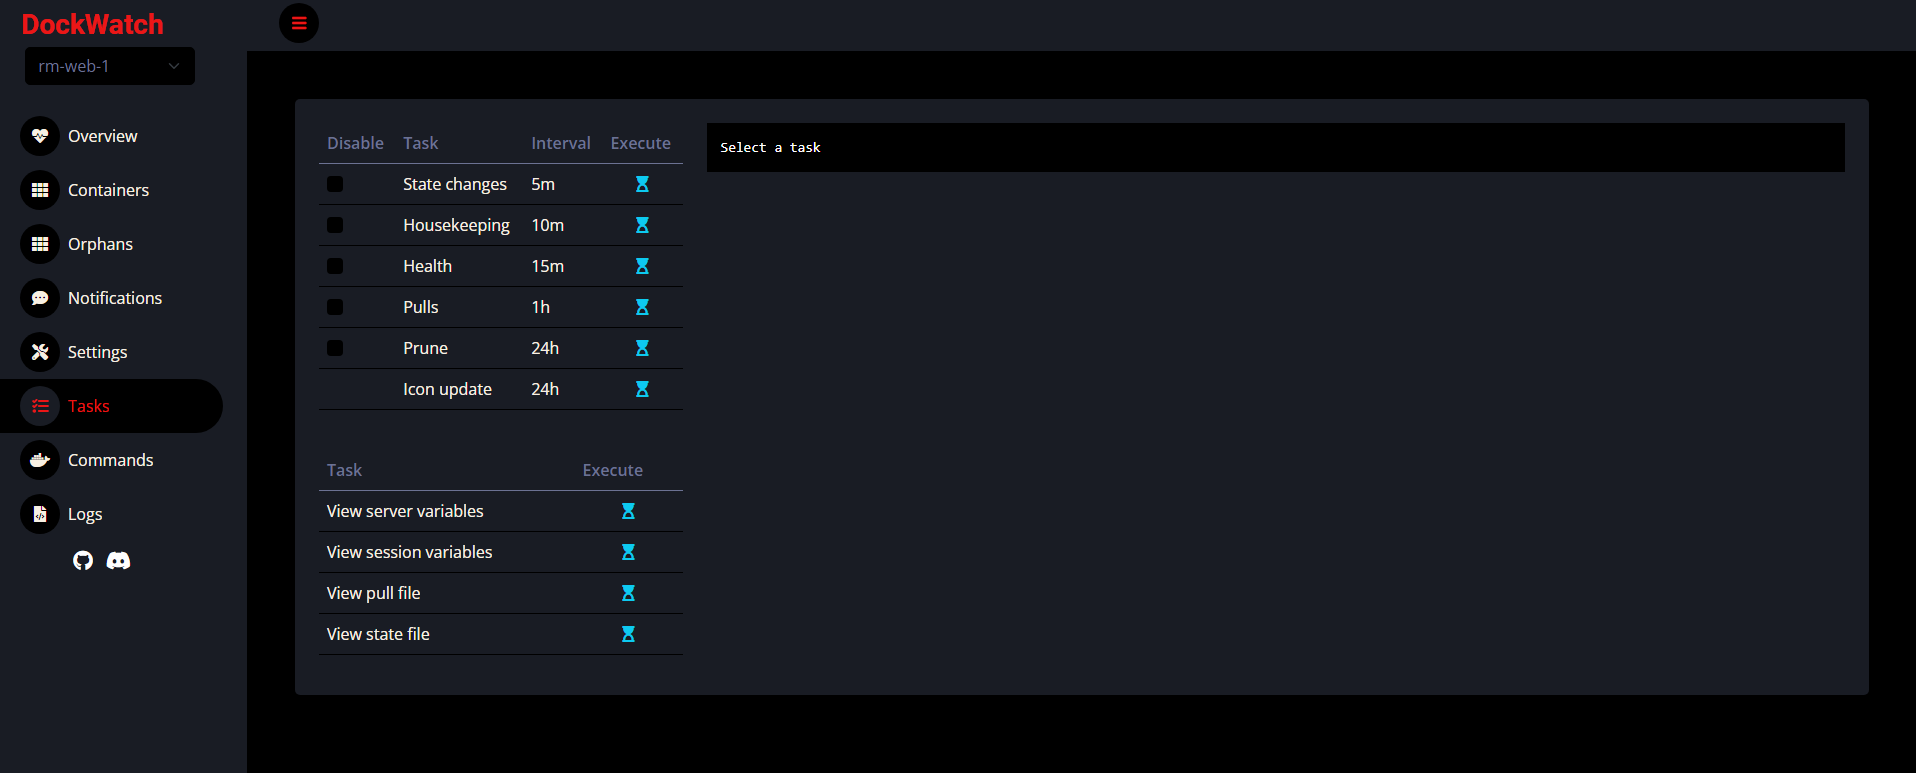 DockWatch
rm-web-1
Overview
Containers
Orphans
Notifications
Settings
Tasks
Commands
Logs
Disable Task Interval Execute
State changes 5m
Housekeeping 10m
Health 15m
Pulls 1h
Prune 24h
Icon update 24h
Task Execute
View server variables
View session variables
View pull file
View state file
Select a task